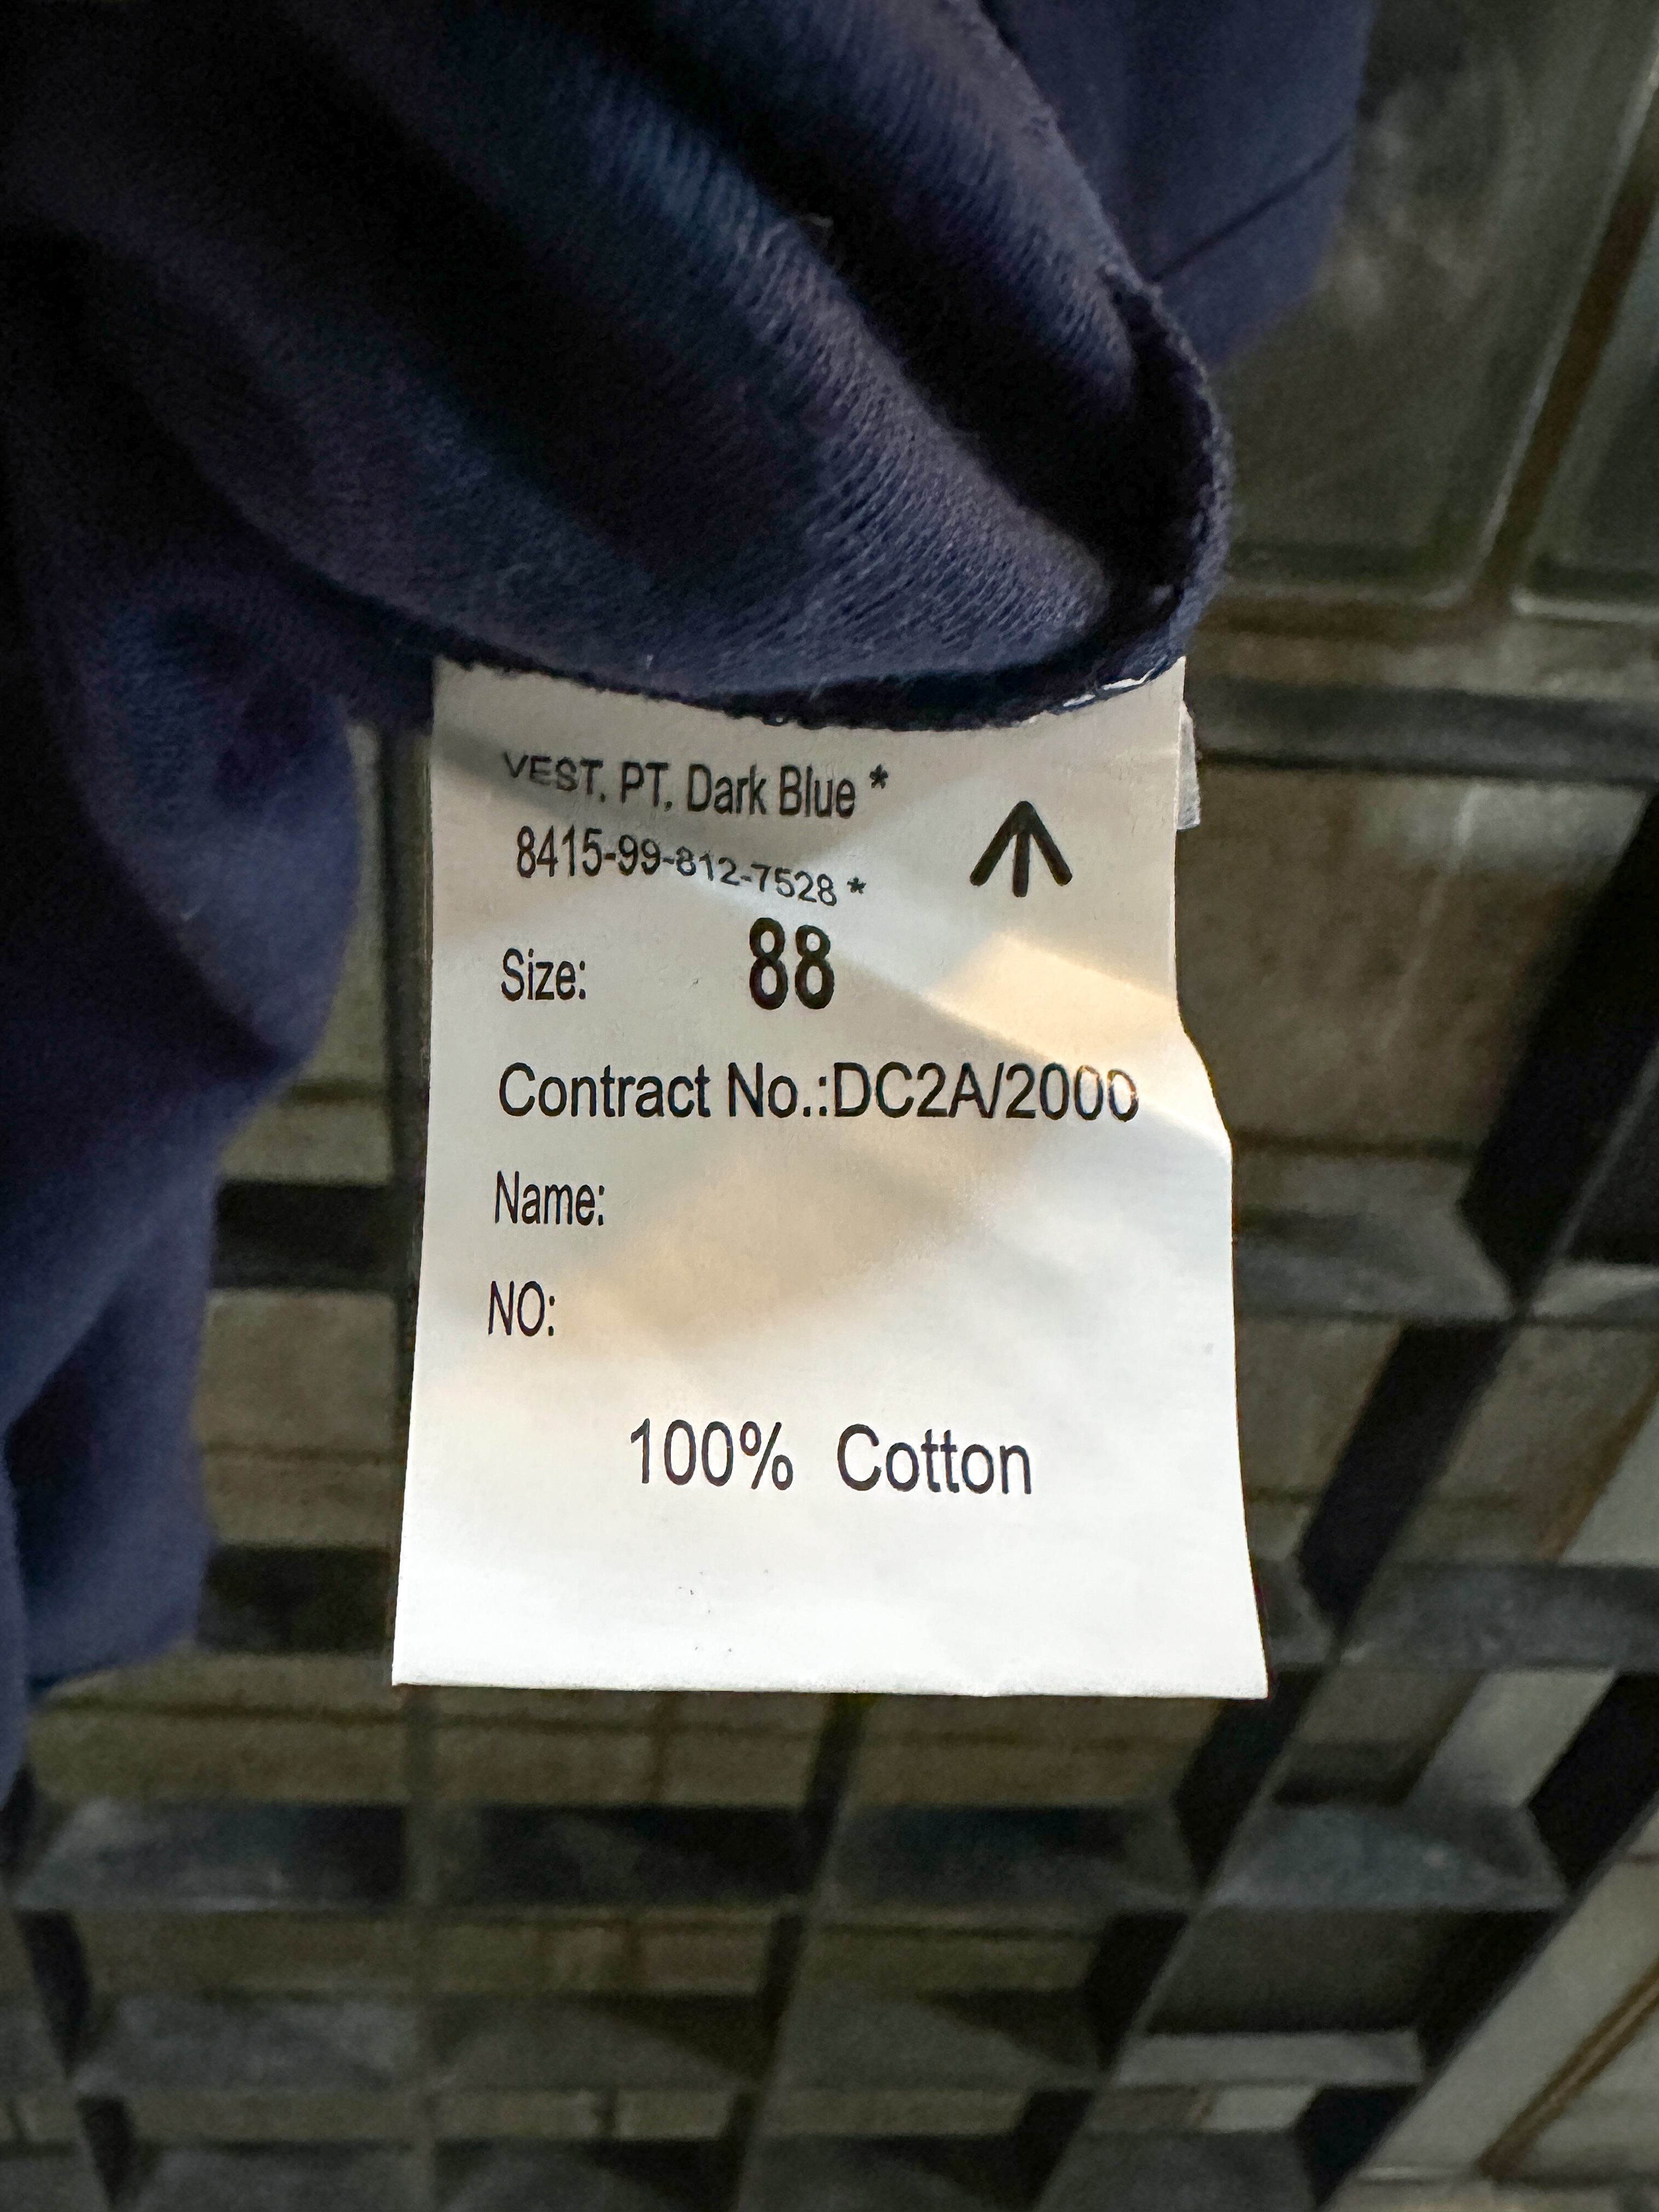 VEST, PT, Dark Blue *
8415-99-812-7528 *
Size: 88
Contract No.:DC2A/2000
Name:
NO:
100% Cotton